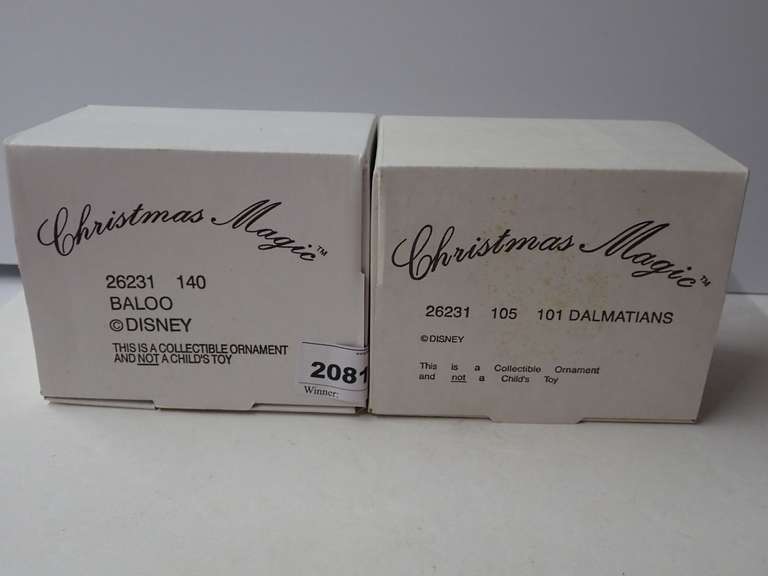 Christmas Magic™
26231 140
BALOO
©DISNEY
THIS IS A COLLECTIBLE ORNAMENT
AND NOT A CHILD'S TOY
2081
Winner:
Christmas Magic™
26231 105 101 DALMATIANS
©DISNEY
This is a Collectible Ornament
and not a Child's Toy